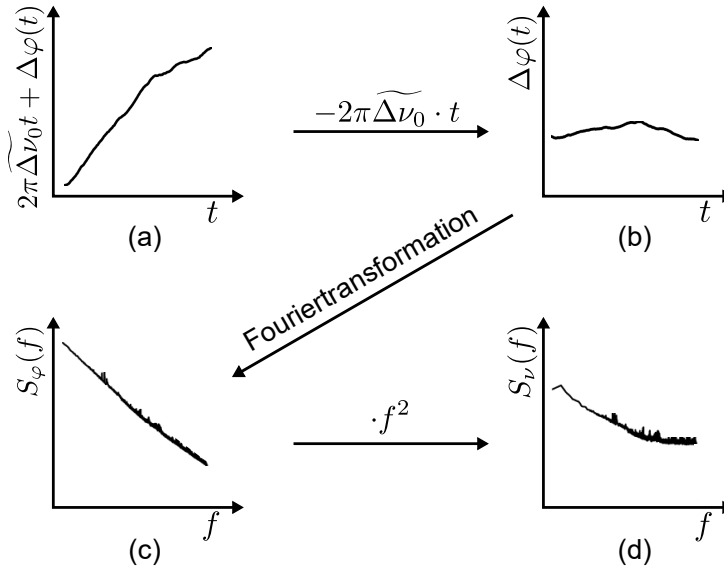 2π\widetilde{Δν_0}t + Δφ(t)
t
(a)
−2π\widetilde{Δν_0} · t
Δφ(t)
t
(b)
Fouriertransformation
S_φ(f)
f
(c)
·f²
S_ν(f)
f
(d)